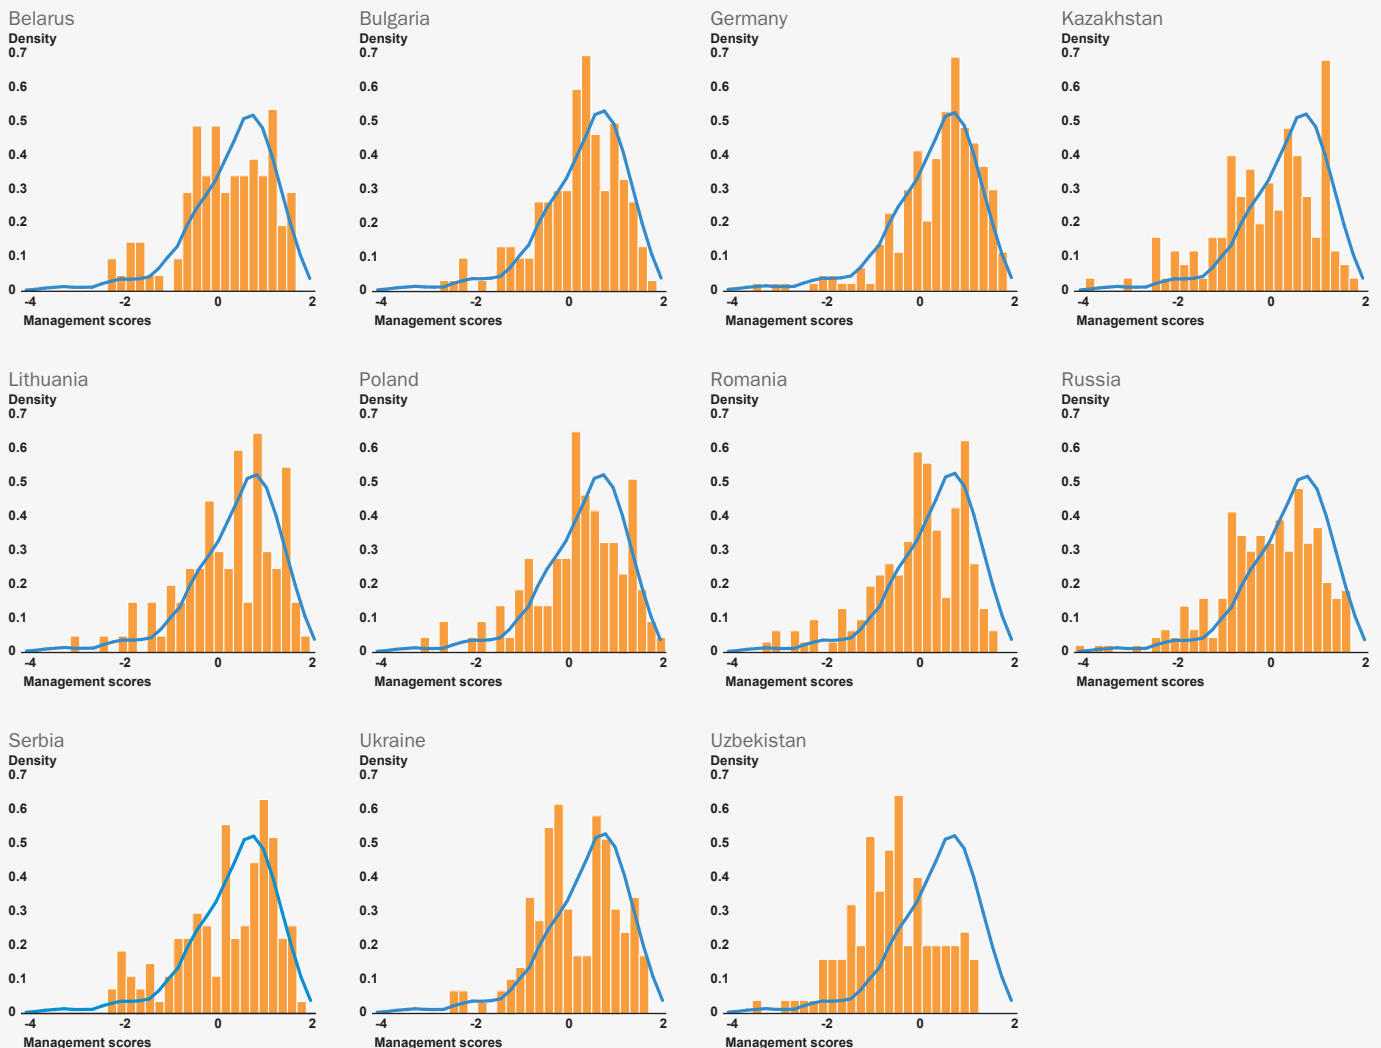 Belarus
Density
0.7
0.6
0.5
0.4
0.3
0.2
0.1
0
-4 -2 0 2
Management scores
Bulgaria
Density
0.7
0.6
0.5
0.4
0.3
0.2
0.1
0
-4 -2 0 2
Management scores
Germany
Density
0.7
0.6
0.5
0.4
0.3
0.2
0.1
0
-4 -2 0 2
Management scores
Kazakhstan
Density
0.7
0.6
0.5
0.4
0.3
0.2
0.1
0
-4 -2 0 2
Management scores
Lithuania
Density
0.7
0.6
0.5
0.4
0.3
0.2
0.1
0
-4 -2 0 2
Management scores
Poland
Density
0.7
0.6
0.5
0.4
0.3
0.2
0.1
0
-4 -2 0 2
Management scores
Romania
Density
0.7
0.6
0.5
0.4
0.3
0.2
0.1
0
-4 -2 0 2
Management scores
Russia
Density
0.7
0.6
0.5
0.4
0.3
0.2
0.1
0
-4 -2 0 2
Management scores
Serbia
Density
0.7
0.6
0.5
0.4
0.3
0.2
0.1
0
-4 -2 0 2
Management scores
Ukraine
Density
0.7
0.6
0.5
0.4
0.3
0.2
0.1
0
-4 -2 0 2
Management scores
Uzbekistan
Density
0.7
0.6
0.5
0.4
0.3
0.2
0.1
0
-4 -2 0 2
Management scores